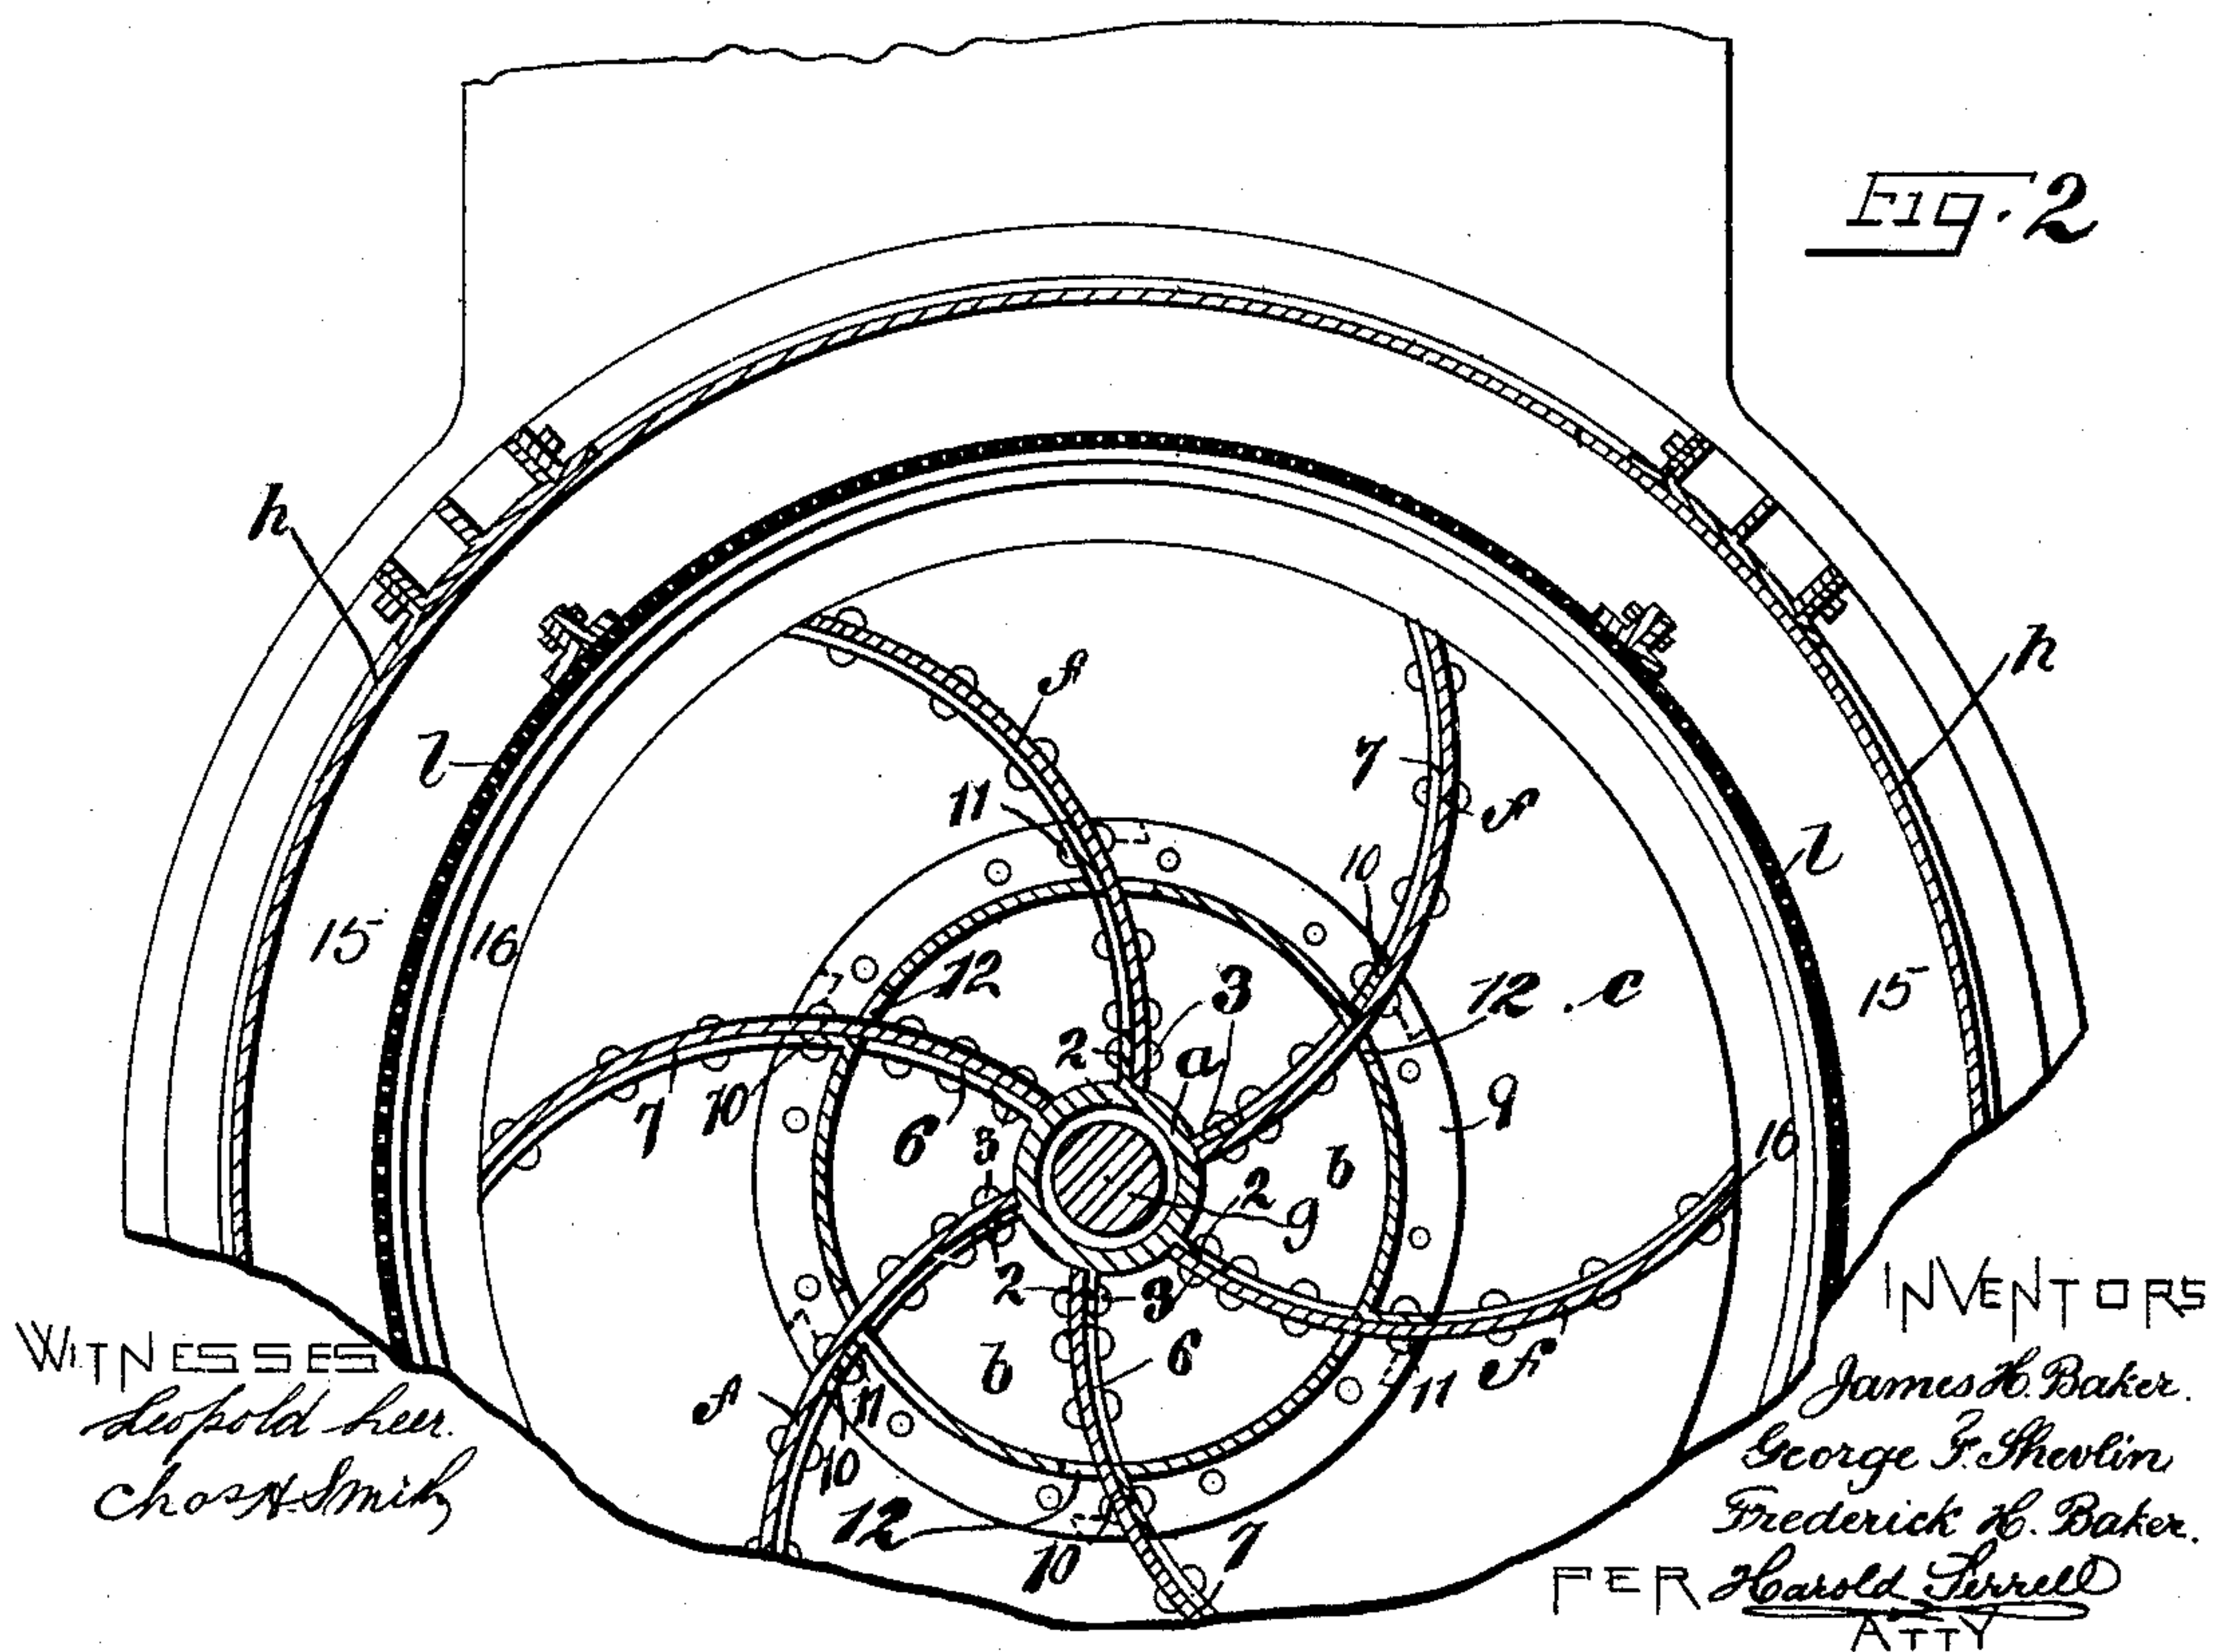 Fig. 2
h
h
l
f
7
f
11
10
l
15
16
12
3
12
c
15
2
a
7
10
6
3
b
9
16
2
g
2
3
b
6
f
11
10
11
f
12
10
7
WITNESSES
Chas H. Smith
INVENTORS
James H. Baker.
George F. Shevlin
Frederick H. Baker.
PER Harold Serrell
ATTY